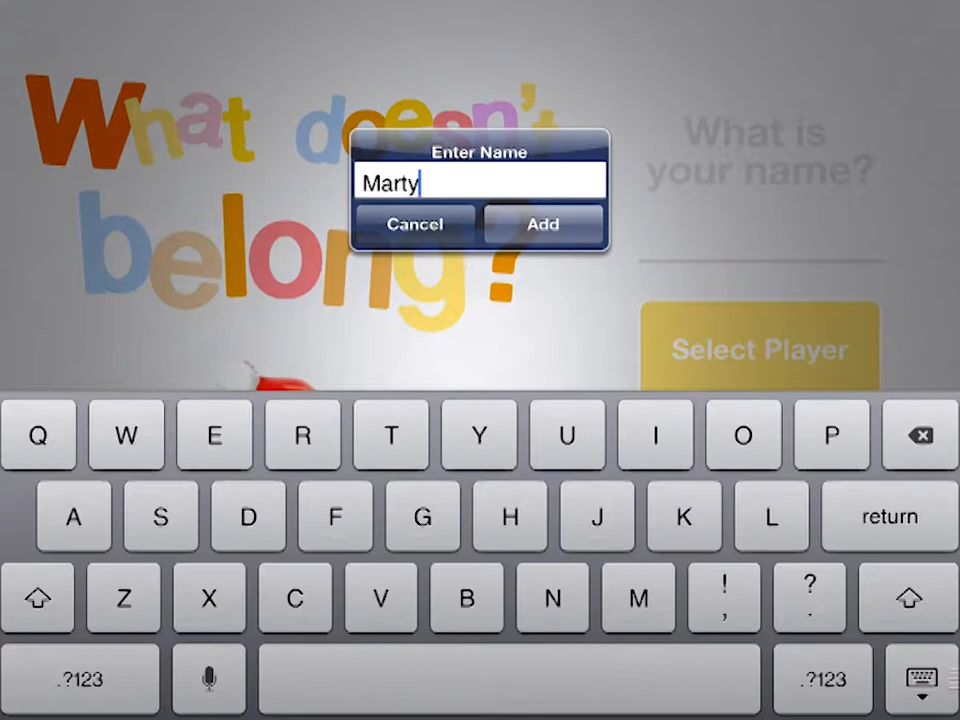 What doesn't
belong?
Enter Name
Marty
Cancel Add
What is
your name?
Select Player
Q W E R T Y U I O P
A S D F G H J K L return
Z X C V B N M ! , ? .
.?123 .?123